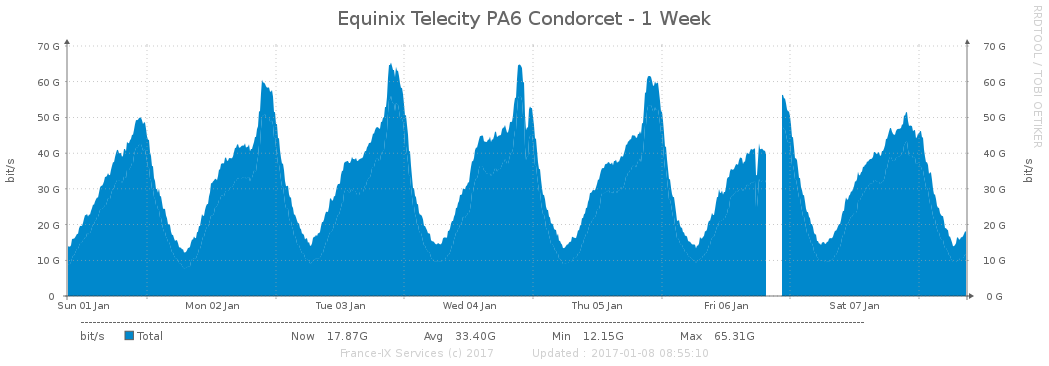 Equinix Telecity PA6 Condorcet - 1 Week
RRDTOOL / TOBI OETIKER
bit/s
70 G
60 G
50 G
40 G
30 G
20 G
10 G
0
70 G
60 G
50 G
40 G
30 G
20 G
10 G
0 G
bit/s
Sun 01 Jan Mon 02 Jan Tue 03 Jan Wed 04 Jan Thu 05 Jan Fri 06 Jan Sat 07 Jan
bit/s Total Now 17.87G Avg 33.40G Min 12.15G Max 65.31G
France-IX Services (c) 2017 Updated : 2017-01-08 08:55:10